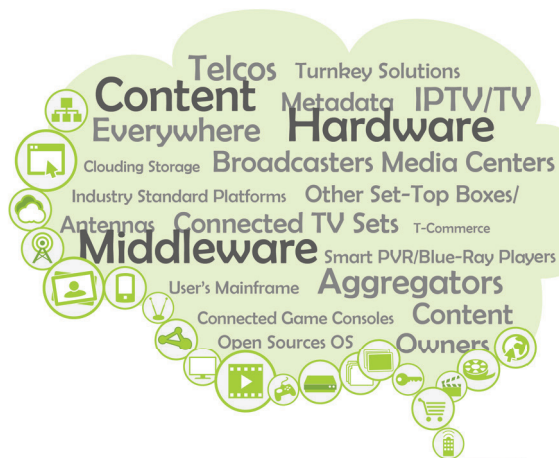 Telcos Turnkey Solutions
Content Metadata IPTV/TV
Everywhere Hardware
Clouding Storage Broadcasters Media Centers
Industry Standard Platforms Other Set-Top Boxes/
Antennas Connected TV Sets T-Commerce
Middleware Smart PVR/Blue-Ray Players
User's Mainframe Aggregators
Connected Game Consoles Content
Open Sources OS Owners